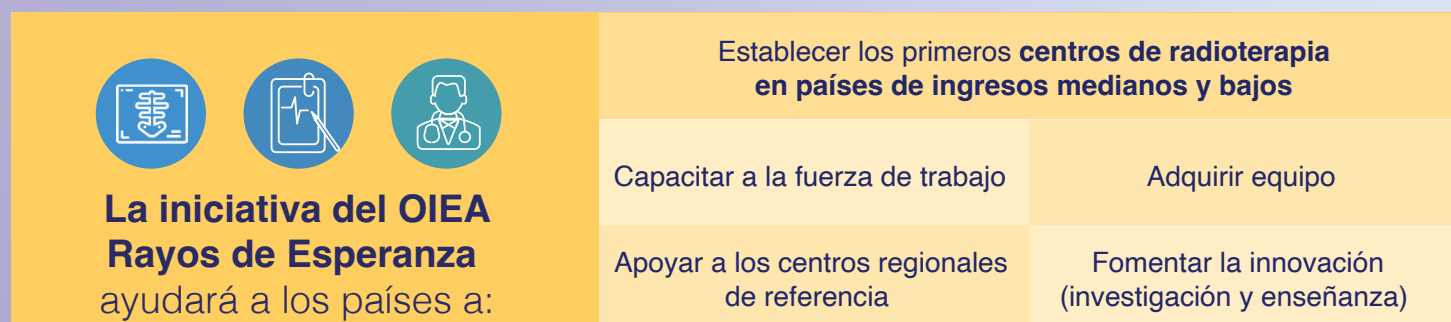 La iniciativa del OIEA
Rayos de Esperanza
ayudará a los países a:
Establecer los primeros centros de radioterapia
en países de ingresos medianos y bajos
Capacitar a la fuerza de trabajo
Adquirir equipo
Apoyar a los centros regionales
de referencia
Fomentar la innovación
(investigación y enseñanza)